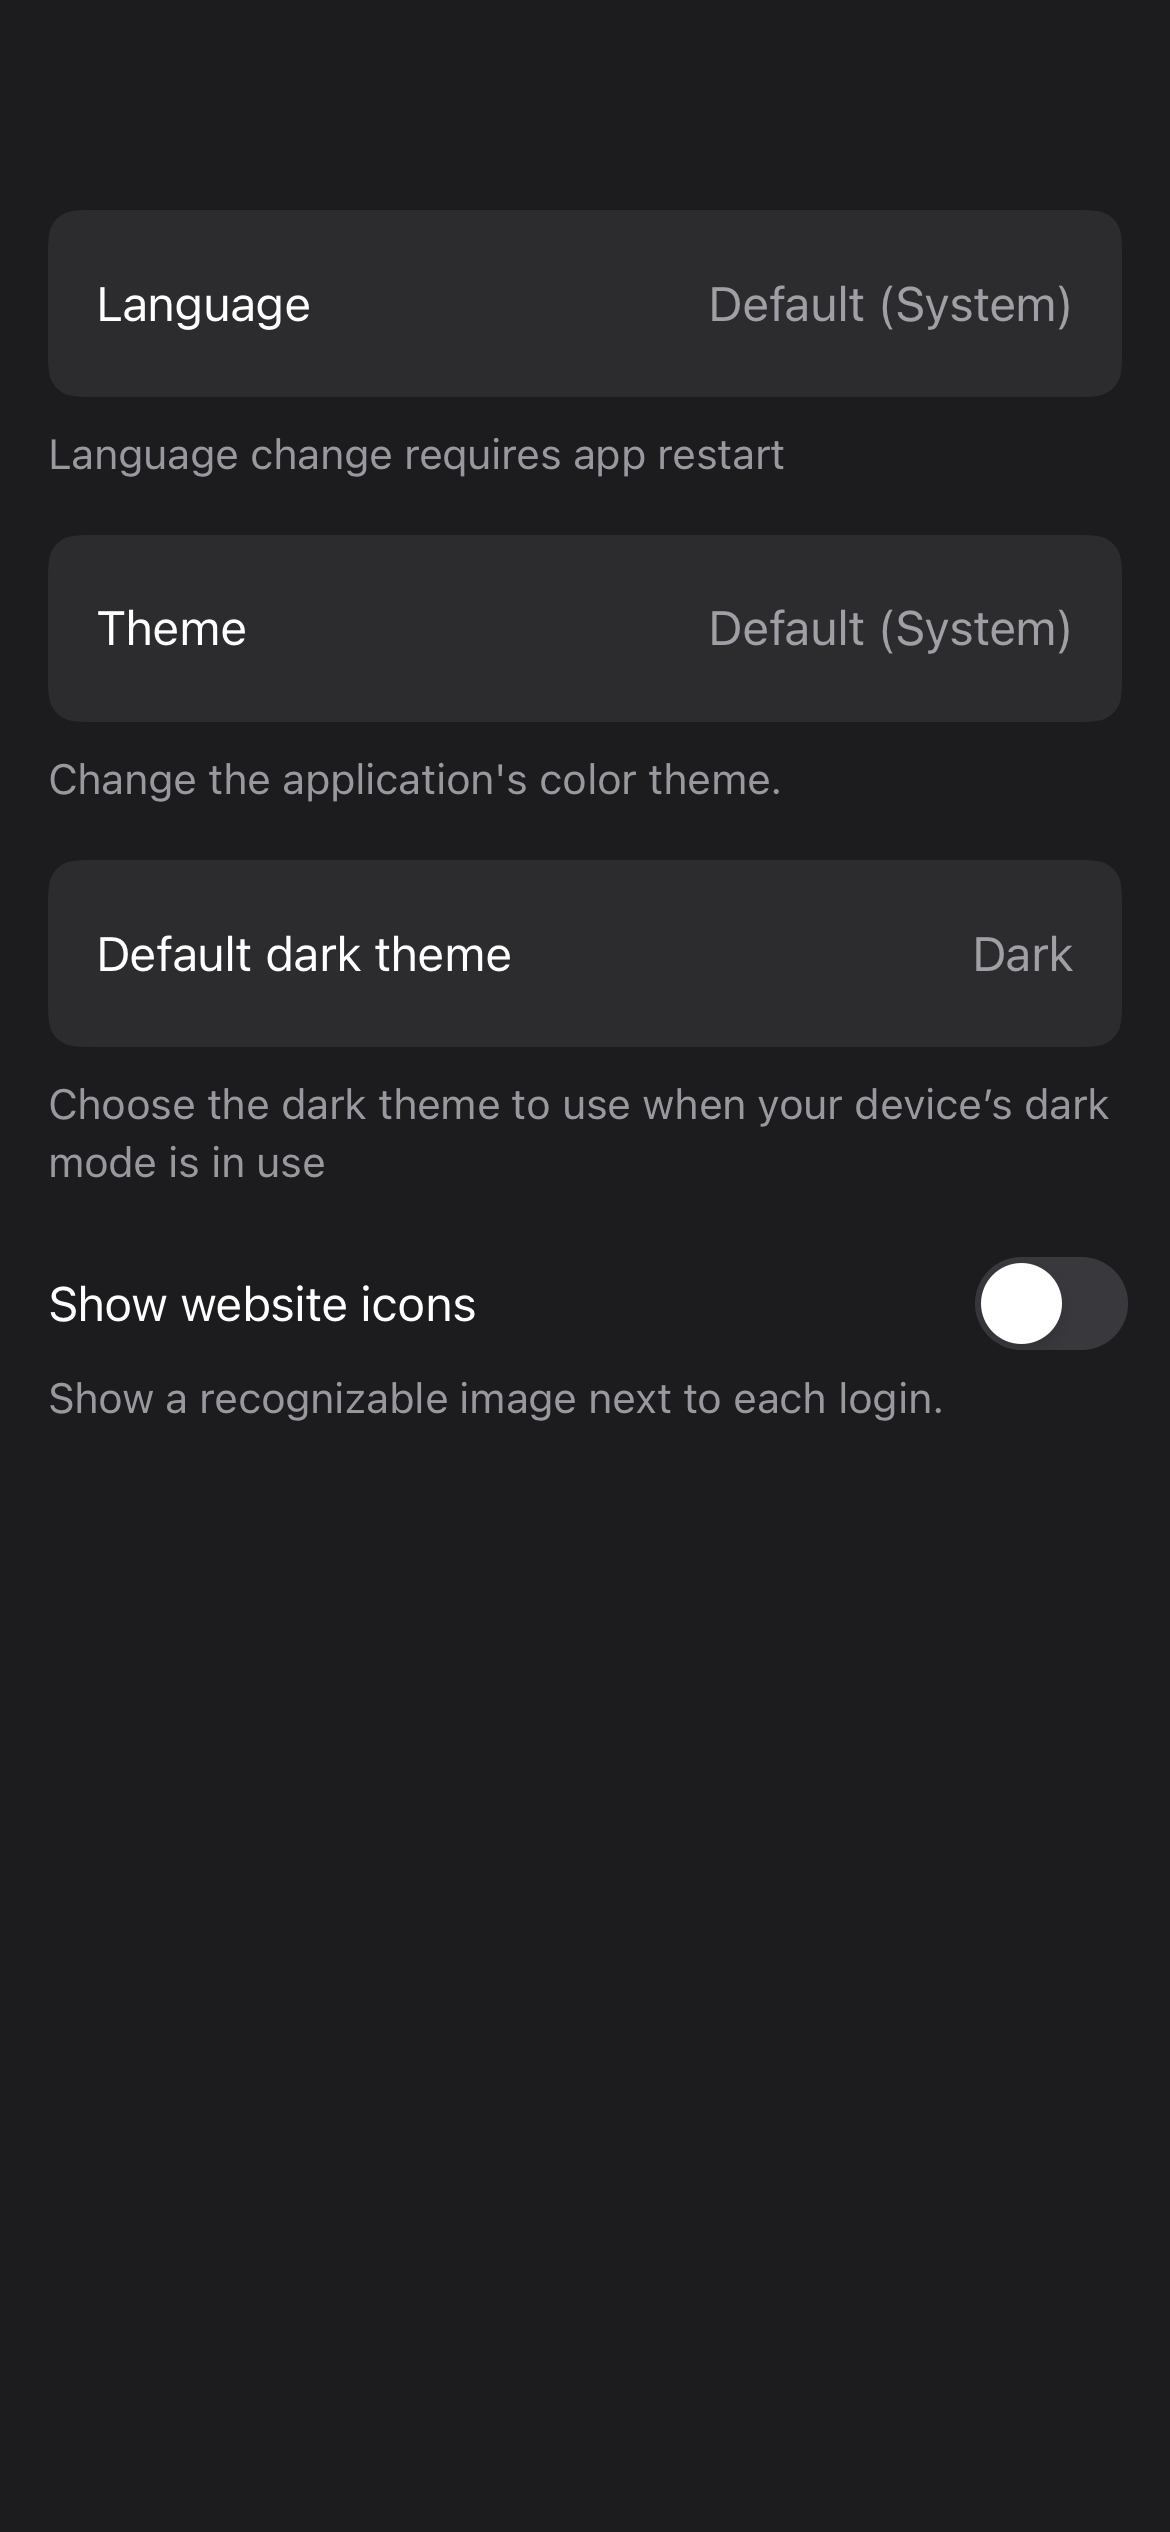 Language Default (System)
Language change requires app restart
Theme Default (System)
Change the application's color theme.
Default dark theme Dark
Choose the dark theme to use when your device’s dark
mode is in use
Show website icons
Show a recognizable image next to each login.